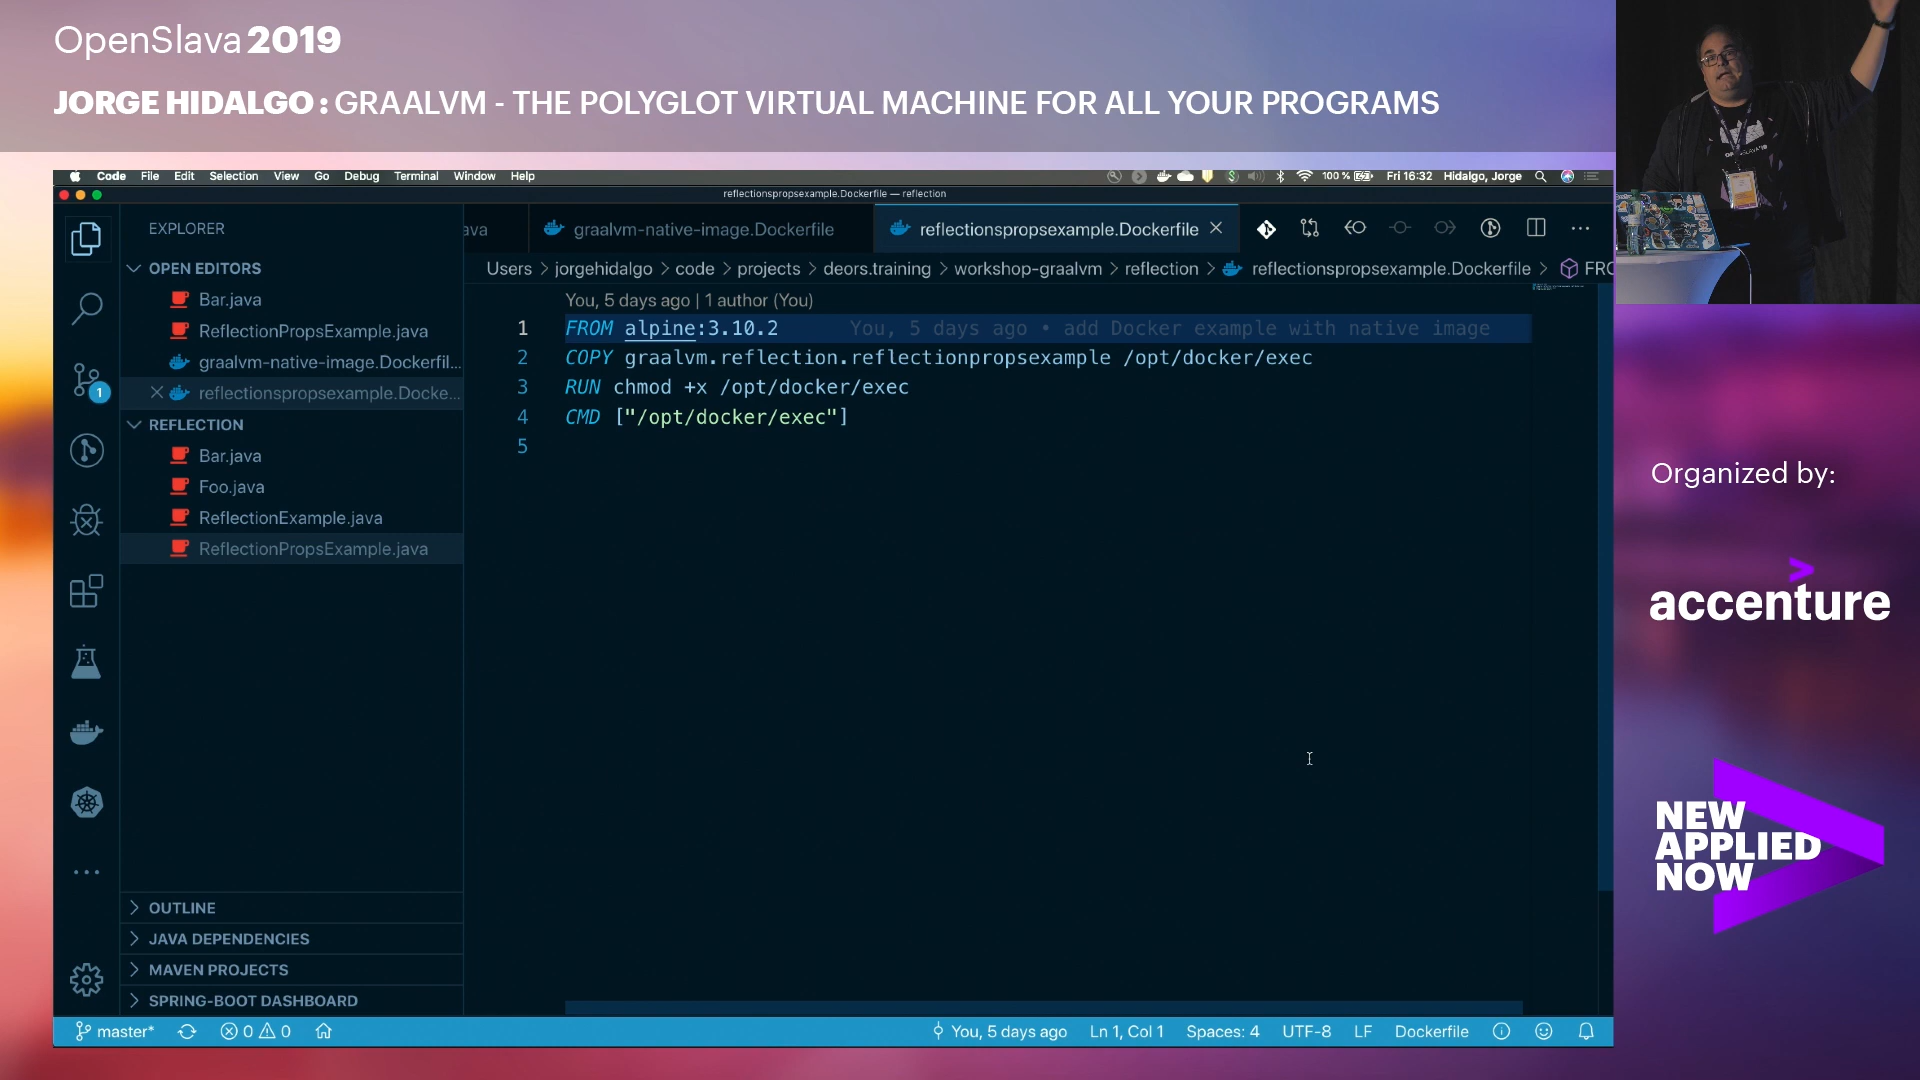 OpenSlava 2019
JORGE HIDALGO : GRAALVM - THE POLYGLOT VIRTUAL MACHINE FOR ALL YOUR PROGRAMS
Code File Edit Selection View Go Debug Terminal Window Help
100 % Fri 16:32 Hidalgo, Jorge
reflectionspropsexample.Dockerfile — reflection
EXPLORER
ava
graalvm-native-image.Dockerfile
reflectionspropsexample.Dockerfile
Users > jorgehidalgo > code > projects > deors.training > workshop-graalvm > reflection > reflectionspropsexample.Dockerfile > FRO
OPEN EDITORS
Bar.java
ReflectionPropsExample.java
graalvm-native-image.Dockerfil...
reflectionspropsexample.Docke...
REFLECTION
Bar.java
Foo.java
ReflectionExample.java
ReflectionPropsExample.java
You, 5 days ago | 1 author (You)
1 FROM alpine:3.10.2 You, 5 days ago • add Docker example with native image
2 COPY graalvm.reflection.reflectionpropsexample /opt/docker/exec
3 RUN chmod +x /opt/docker/exec
4 CMD ["/opt/docker/exec"]
5
1
OUTLINE
JAVA DEPENDENCIES
MAVEN PROJECTS
SPRING-BOOT DASHBOARD
master* 0 0 You, 5 days ago Ln 1, Col 1 Spaces: 4 UTF-8 LF Dockerfile
Organized by:
accenture
NEW
APPLIED
NOW